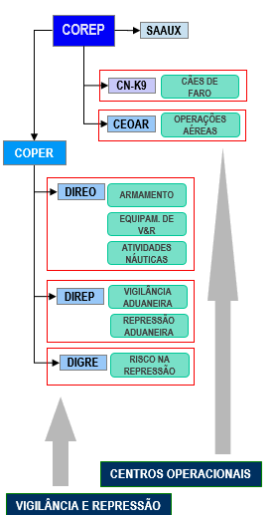 COREP
SAAUX
CN-K9
CÃES DE
FARO
CEOAR
OPERAÇÕES
AÉREAS
COPER
DIREO
ARMAMENTO
EQUIPAM. DE
V&R
ATIVIDADES
NÁUTICAS
DIREP
VIGILÂNCIA
ADUANEIRA
REPRESSÃO
ADUANEIRA
DIGRE
RISCO NA
REPRESSÃO
CENTROS OPERACIONAIS
VIGILÂNCIA E REPRESSÃO